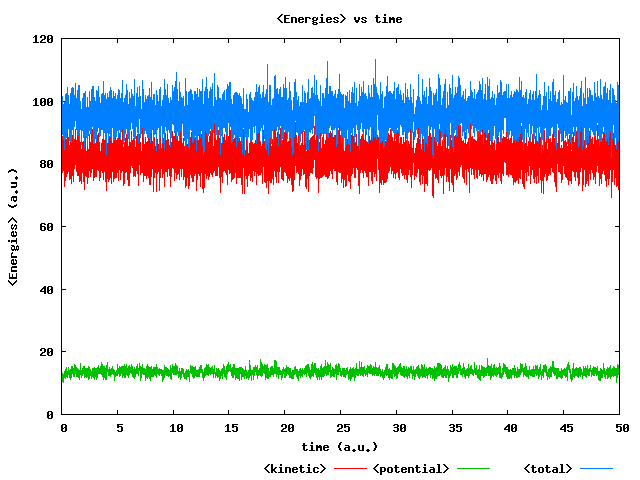 <Energies> vs time
120
100
80
60
40
20
0
<Energies> (a.u.)
0 5 10 15 20 25 30 35 40 45 50
time (a.u.)
<kinetic> <potential> <total>